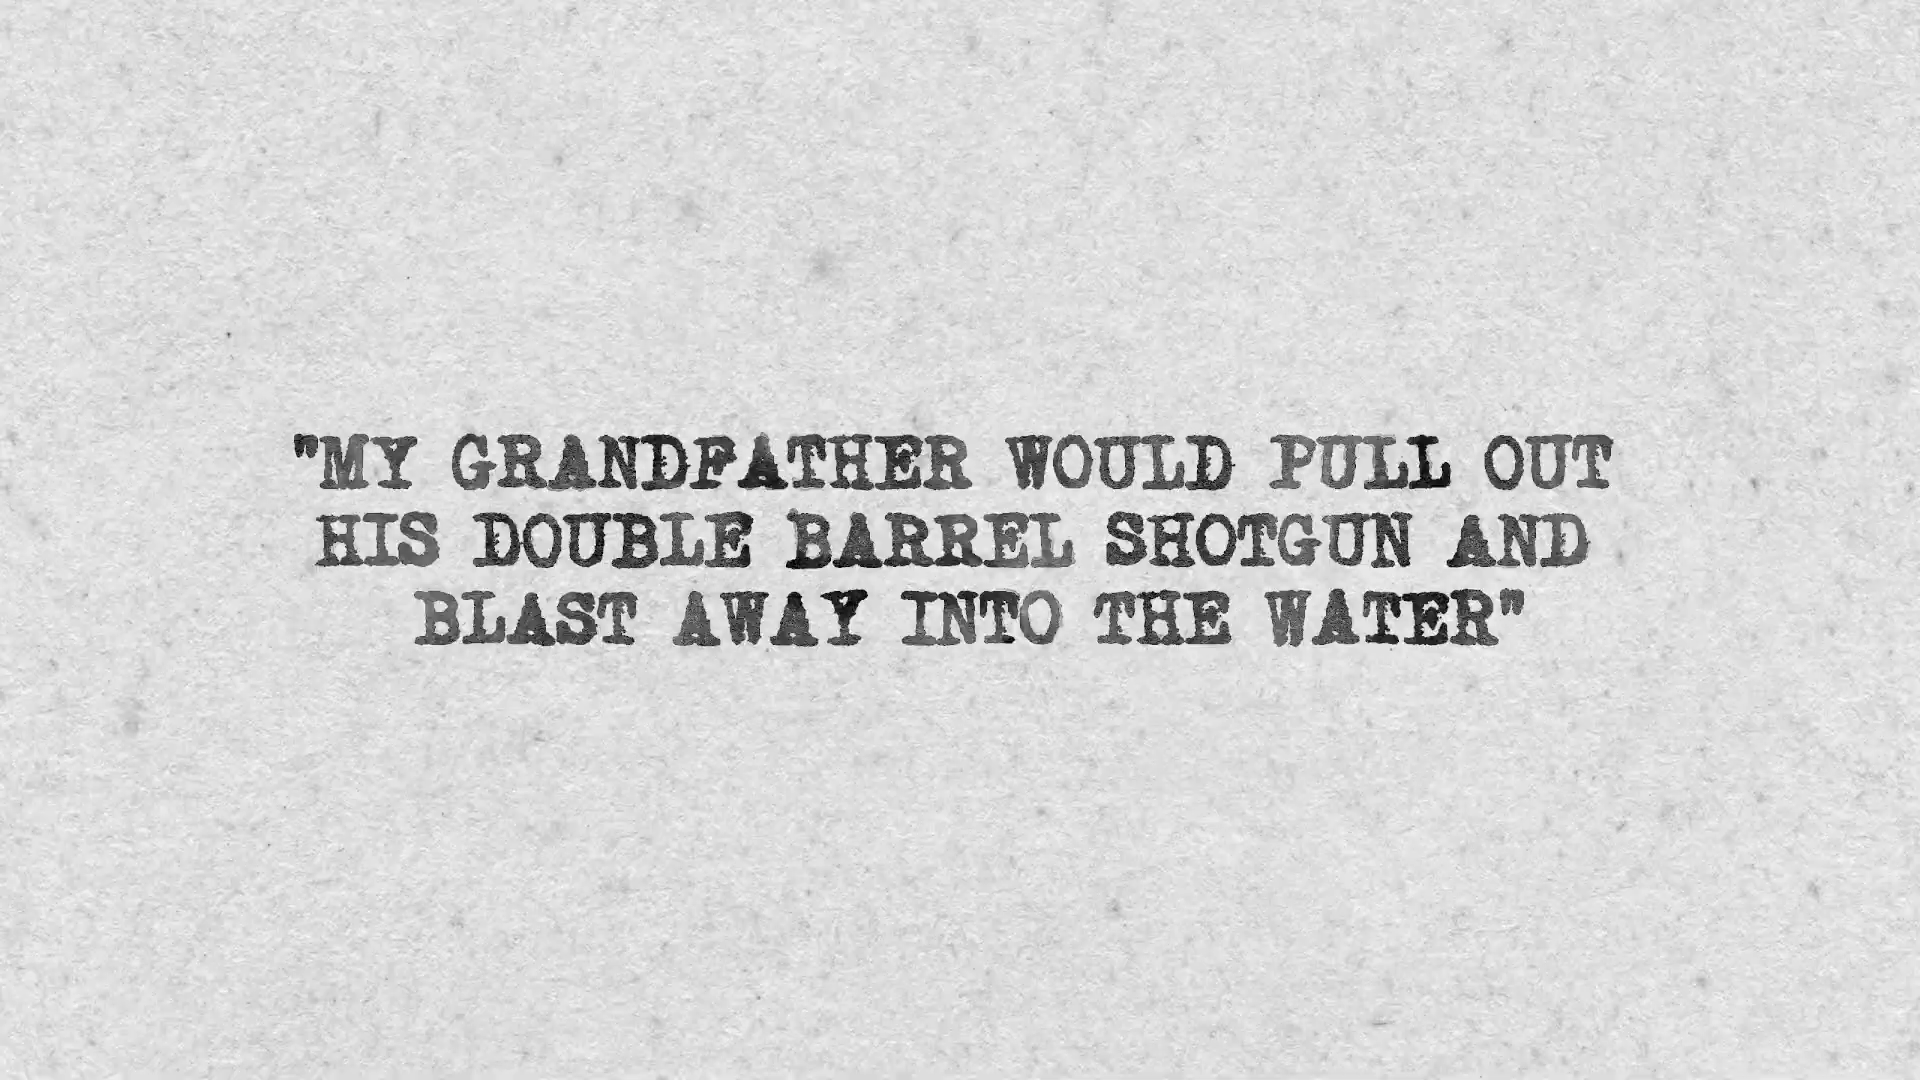 "MY GRANDFATHER WOULD PULL OUT
HIS DOUBLE BARREL SHOTGUN AND
BLAST AWAY INTO THE WATER"